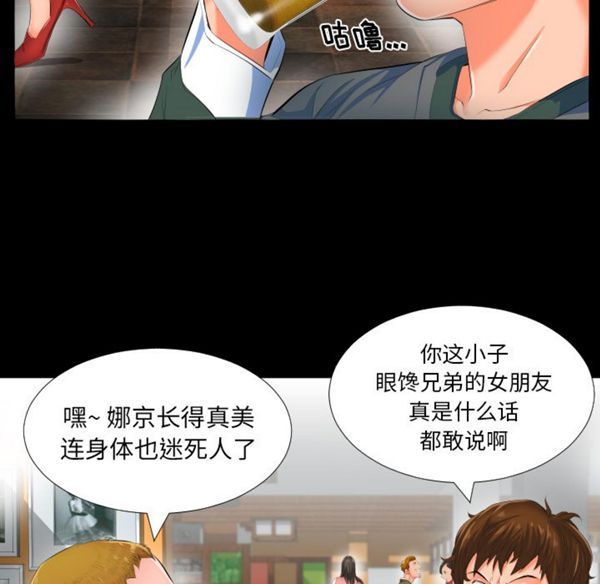 咕噜...
嘿~ 娜京长得真美
连身体也迷死人了
你这小子
眼馋兄弟的女朋友
真是什么话
都敢说啊